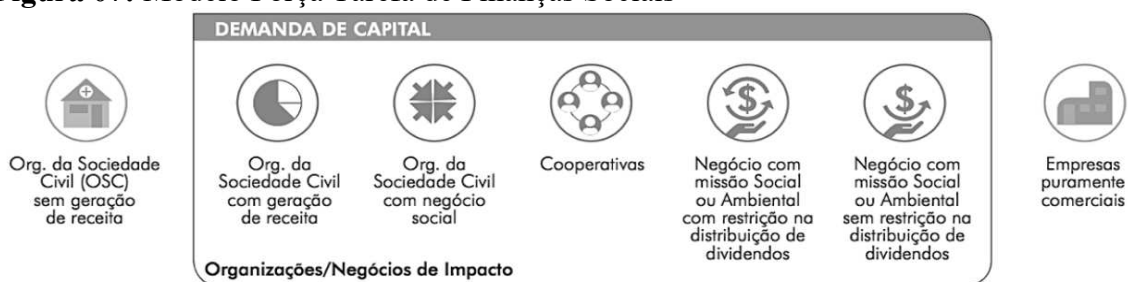 Figura 07: Modelo Força Tarefa de Finanças Sociais
DEMANDA DE CAPITAL
Org. da Sociedade
Civil (OSC)
sem geração
de receita
Org. da
Sociedade Civil
com geração
de receita
Org. da
Sociedade Civil
com negócio
social
Cooperativas
Negócio com
missão Social
ou Ambiental
com restrição na
distribuição de
dividendos
Negócio com
missão Social
ou Ambiental
sem restrição na
distribuição de
dividendos
Empresas
puramente
comerciais
Organizações/Negócios de Impacto